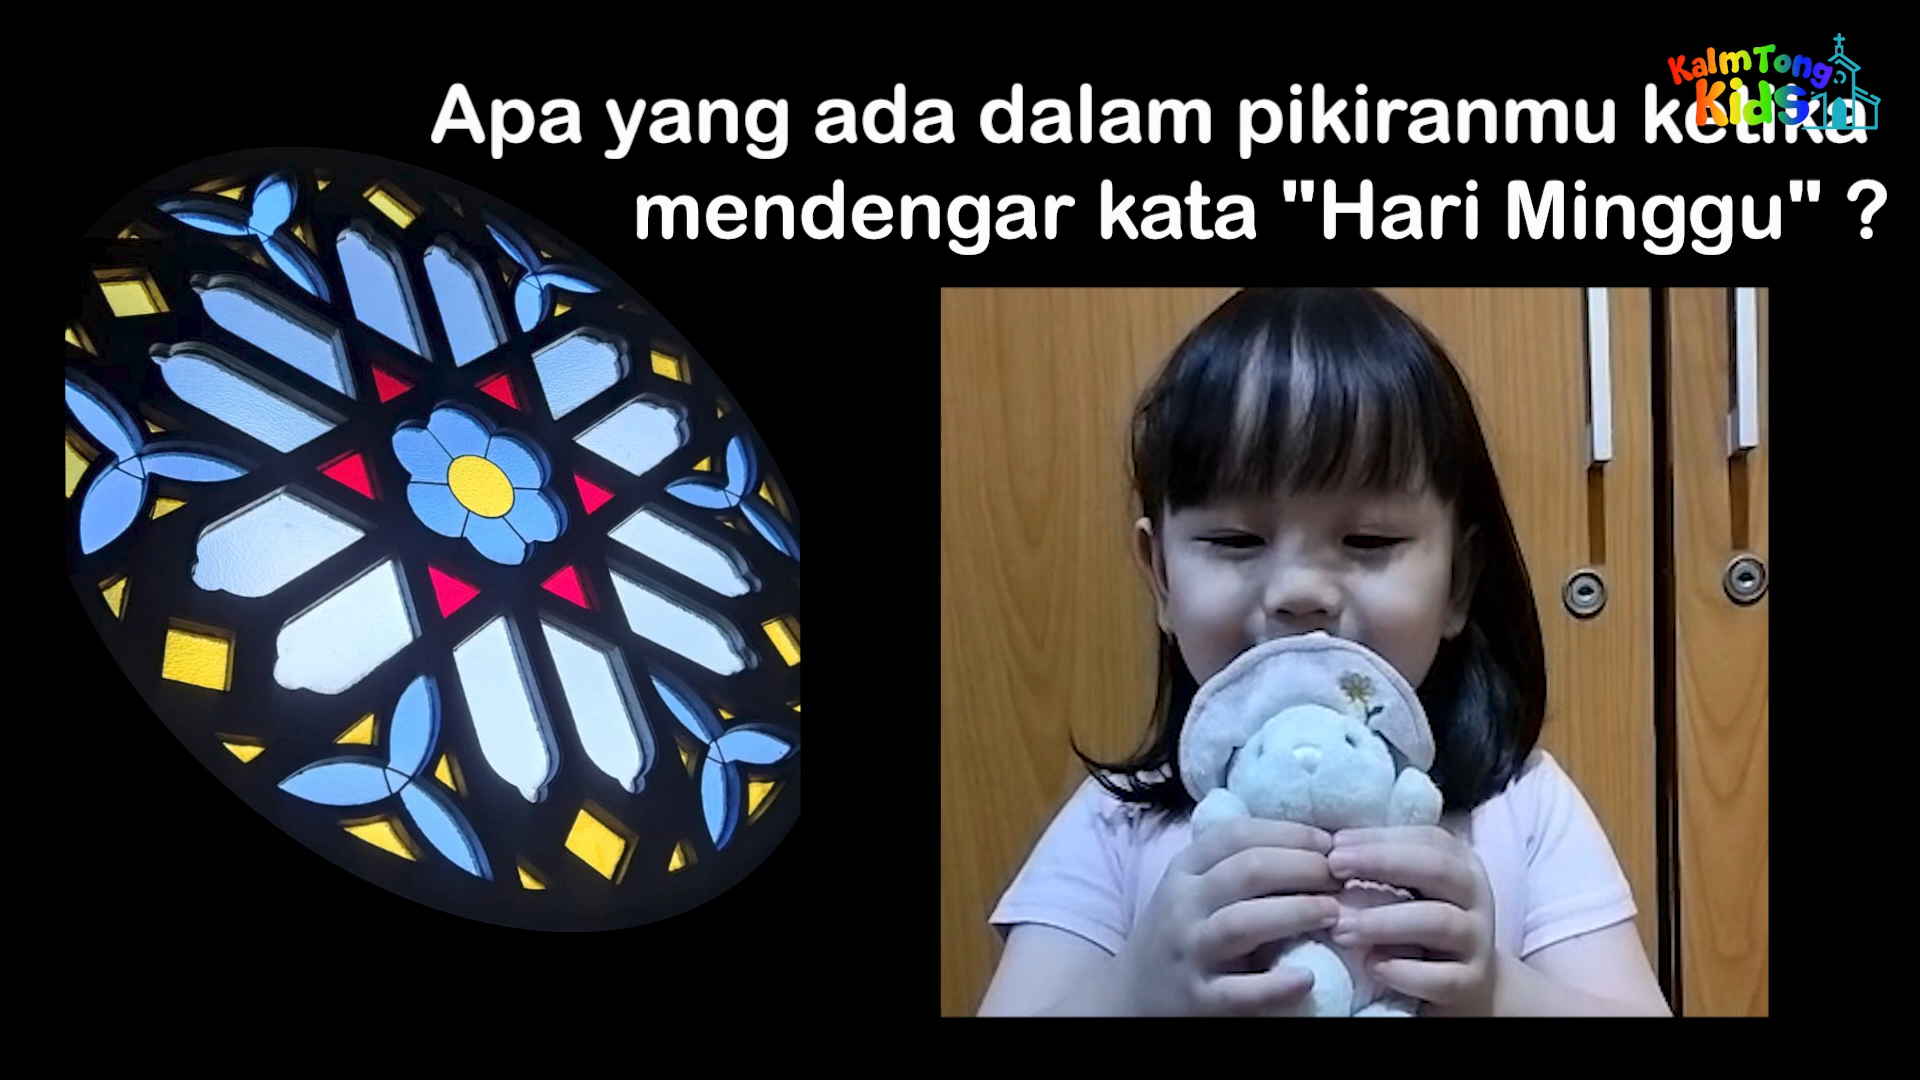 Apa yang ada dalam pikiranmu ketika
mendengar kata "Hari Minggu" ?
KalmTong
Kids